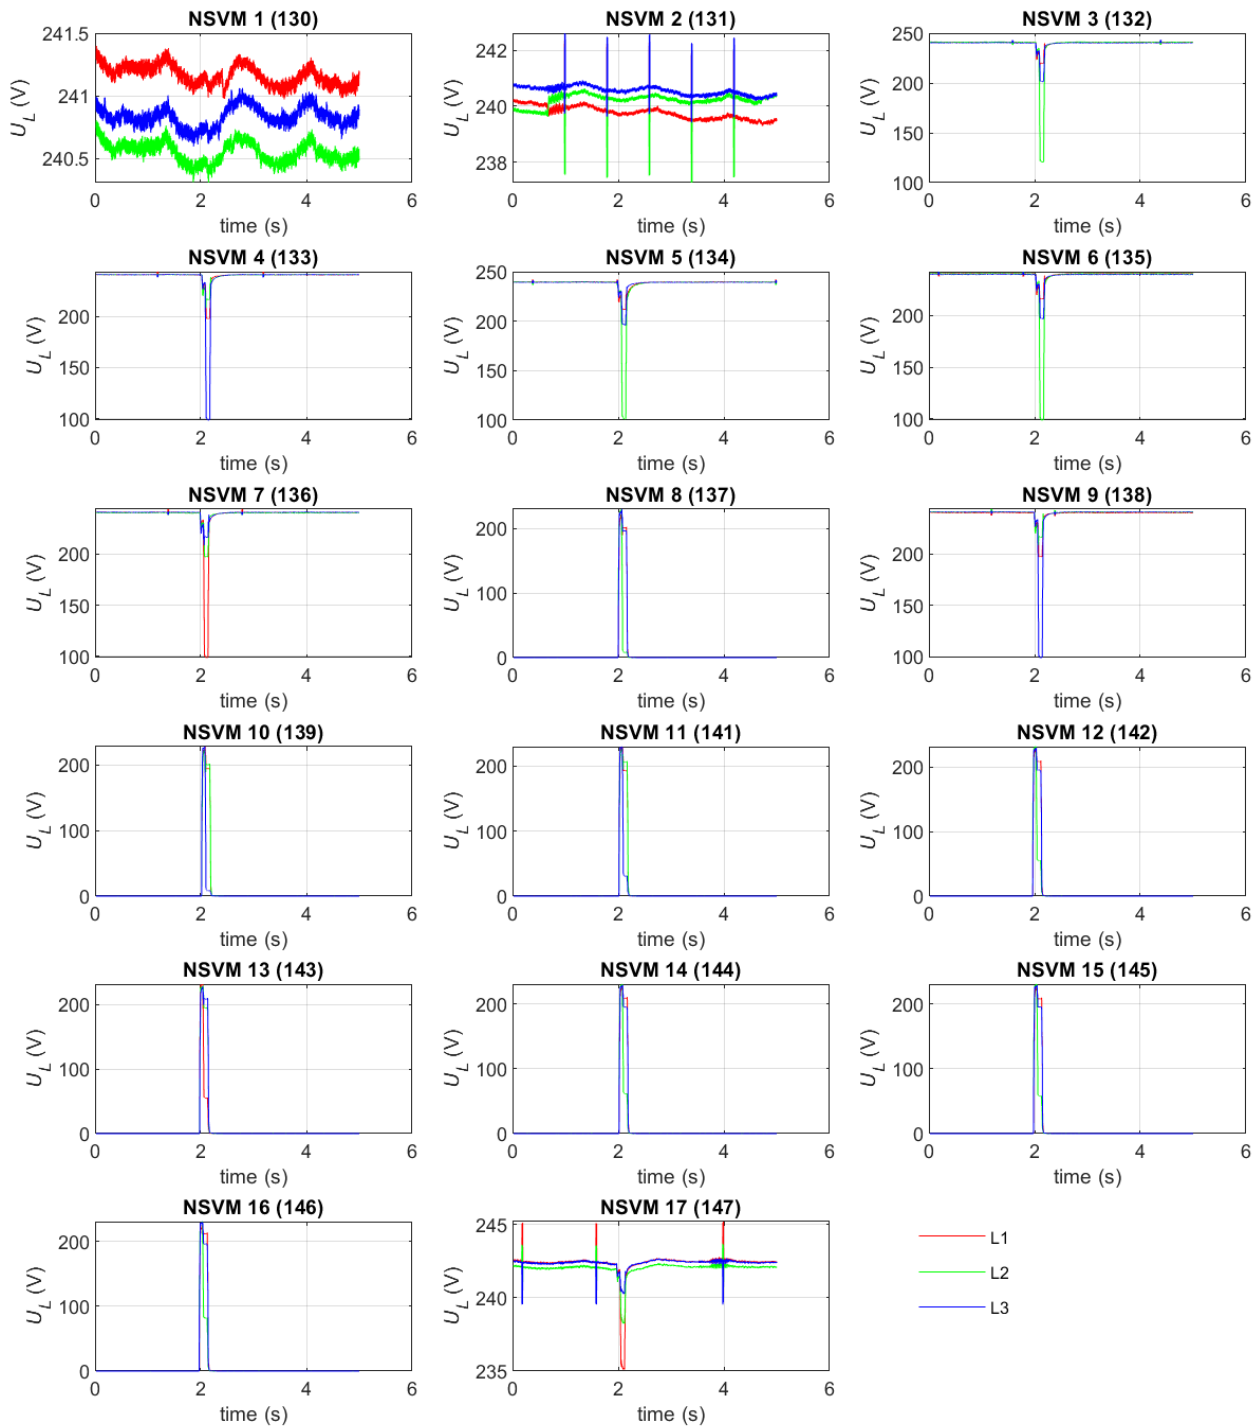 NSVM 1 (130)
NSVM 2 (131)
NSVM 3 (132)
241.5
241
240.5
U_L (V)
0 2 4 6
time (s)
242
240
238
U_L (V)
0 2 4 6
time (s)
250
200
150
100
U_L (V)
0 2 4 6
time (s)
NSVM 4 (133)
NSVM 5 (134)
NSVM 6 (135)
200
150
100
U_L (V)
0 2 4 6
time (s)
250
200
150
100
U_L (V)
0 2 4 6
time (s)
200
150
100
U_L (V)
0 2 4 6
time (s)
NSVM 7 (136)
NSVM 8 (137)
NSVM 9 (138)
200
150
100
U_L (V)
0 2 4 6
time (s)
200
100
0
U_L (V)
0 2 4 6
time (s)
200
150
100
U_L (V)
0 2 4 6
time (s)
NSVM 10 (139)
NSVM 11 (141)
NSVM 12 (142)
200
100
0
U_L (V)
0 2 4 6
time (s)
200
100
0
U_L (V)
0 2 4 6
time (s)
200
100
0
U_L (V)
0 2 4 6
time (s)
NSVM 13 (143)
NSVM 14 (144)
NSVM 15 (145)
200
100
0
U_L (V)
0 2 4 6
time (s)
200
100
0
U_L (V)
0 2 4 6
time (s)
200
100
0
U_L (V)
0 2 4 6
time (s)
NSVM 16 (146)
NSVM 17 (147)
200
100
0
U_L (V)
0 2 4 6
time (s)
245
240
235
U_L (V)
0 2 4 6
time (s)
L1
L2
L3